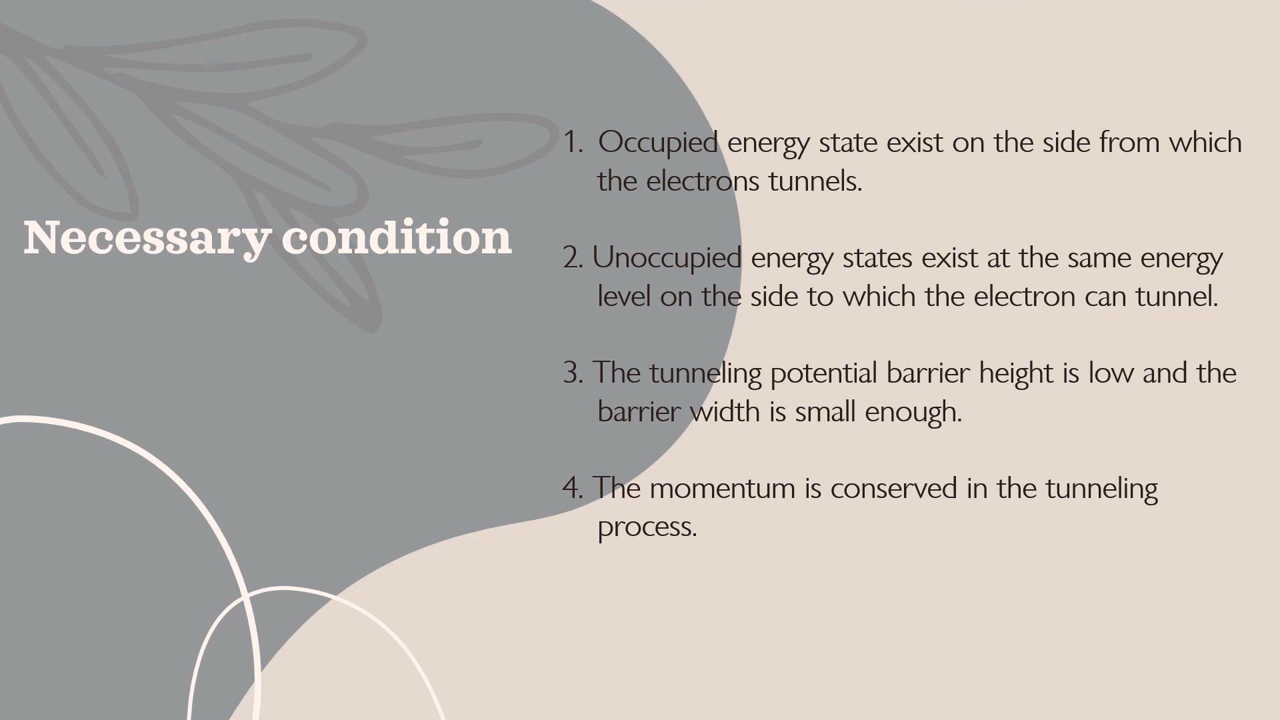 Necessary condition
1. Occupied energy state exist on the side from which
the electrons tunnels.
2. Unoccupied energy states exist at the same energy
level on the side to which the electron can tunnel.
3. The tunneling potential barrier height is low and the
barrier width is small enough.
4. The momentum is conserved in the tunneling
process.